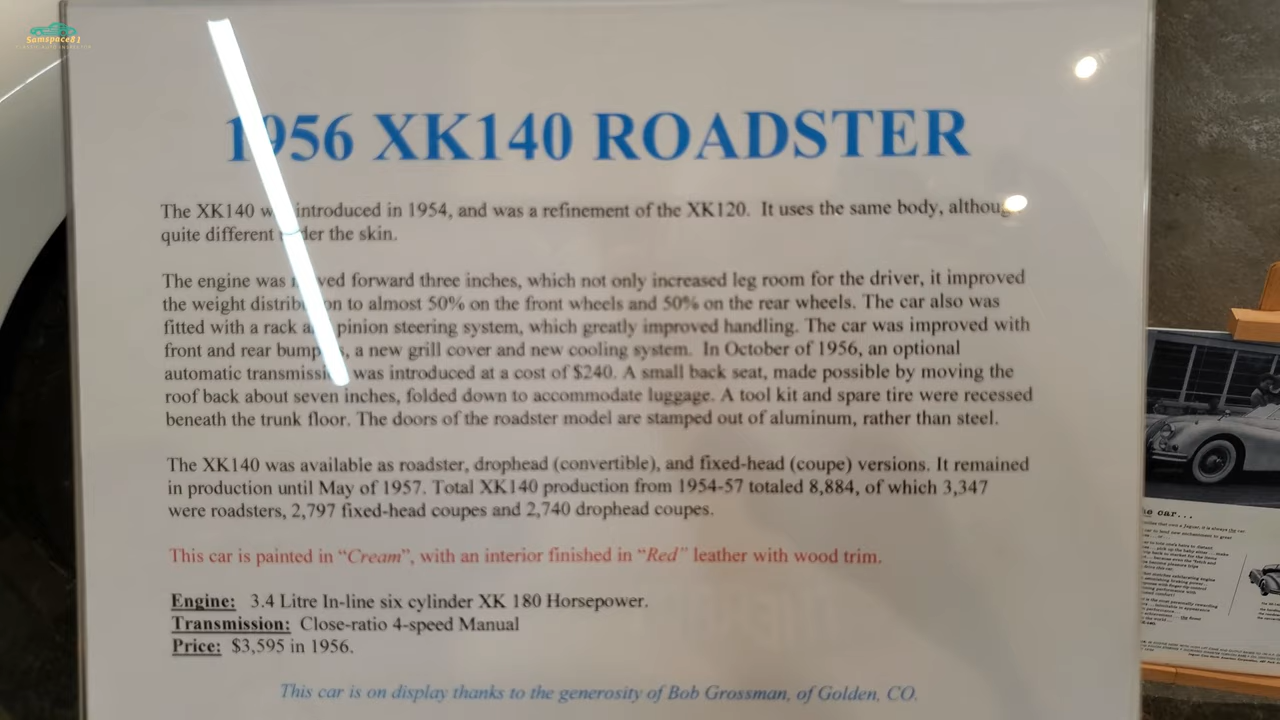 Samspace81
CLASSIC AUTO INSPECTOR
1956 XK140 ROADSTER
The XK140 w introduced in 1954, and was a refinement of the XK120. It uses the same body, althoug
quite different der the skin.
The engine was ved forward three inches, which not only increased leg room for the driver, it improved
the weight distrib on to almost 50% on the front wheels and 50% on the rear wheels. The car also was
fitted with a rack a pinion steering system, which greatly improved handling. The car was improved with
front and rear bump , a new grill cover and new cooling system. In October of 1956, an optional
automatic transmissi was introduced at a cost of $240. A small back seat, made possible by moving the
roof back about seven inches, folded down to accommodate luggage. A tool kit and spare tire were recessed
beneath the trunk floor. The doors of the roadster model are stamped out of aluminum, rather than steel.
The XK140 was available as roadster, drophead (convertible), and fixed-head (coupe) versions. It remained
in production until May of 1957. Total XK140 production from 1954-57 totaled 8,884, of which 3,347
were roadsters, 2,797 fixed-head coupes and 2,740 drophead coupes.
This car is painted in “Cream”, with an interior finished in “Red” leather with wood trim.
Engine: 3.4 Litre In-line six cylinder XK 180 Horsepower.
Transmission: Close-ratio 4-speed Manual
Price: $3,595 in 1956.
This car is on display thanks to the generosity of Bob Grossman, of Golden, CO.
car...